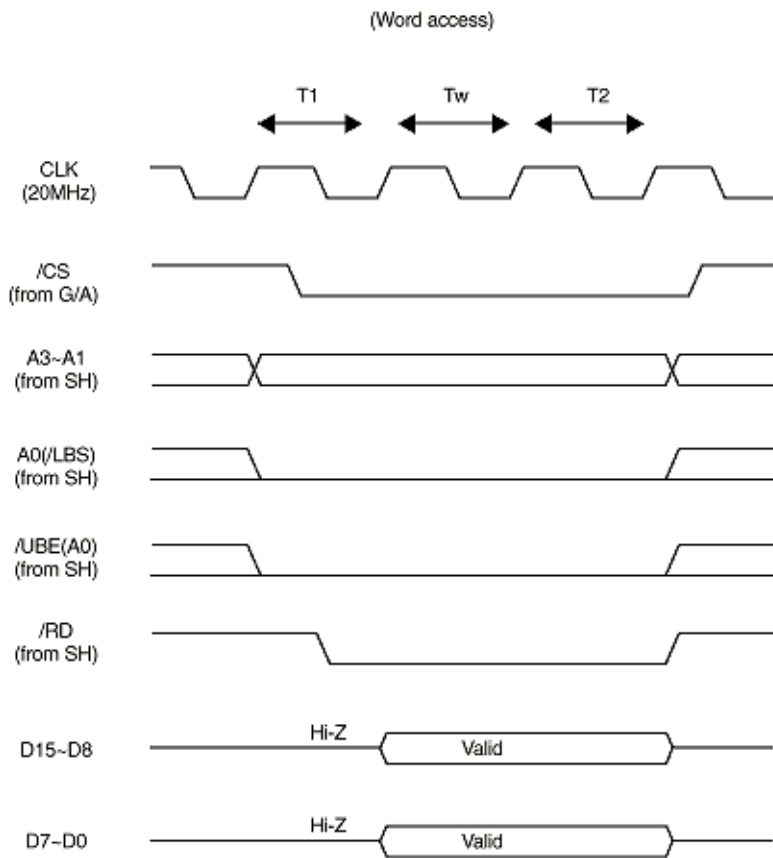 (Word access)
T1 Tw T2
CLK
(20MHz)
/CS
(from G/A)
A3~A1
(from SH)
A0(/LBS)
(from SH)
/UBE(A0)
(from SH)
/RD
(from SH)
Hi-Z
D15~D8 Valid
Hi-Z
D7~D0 Valid